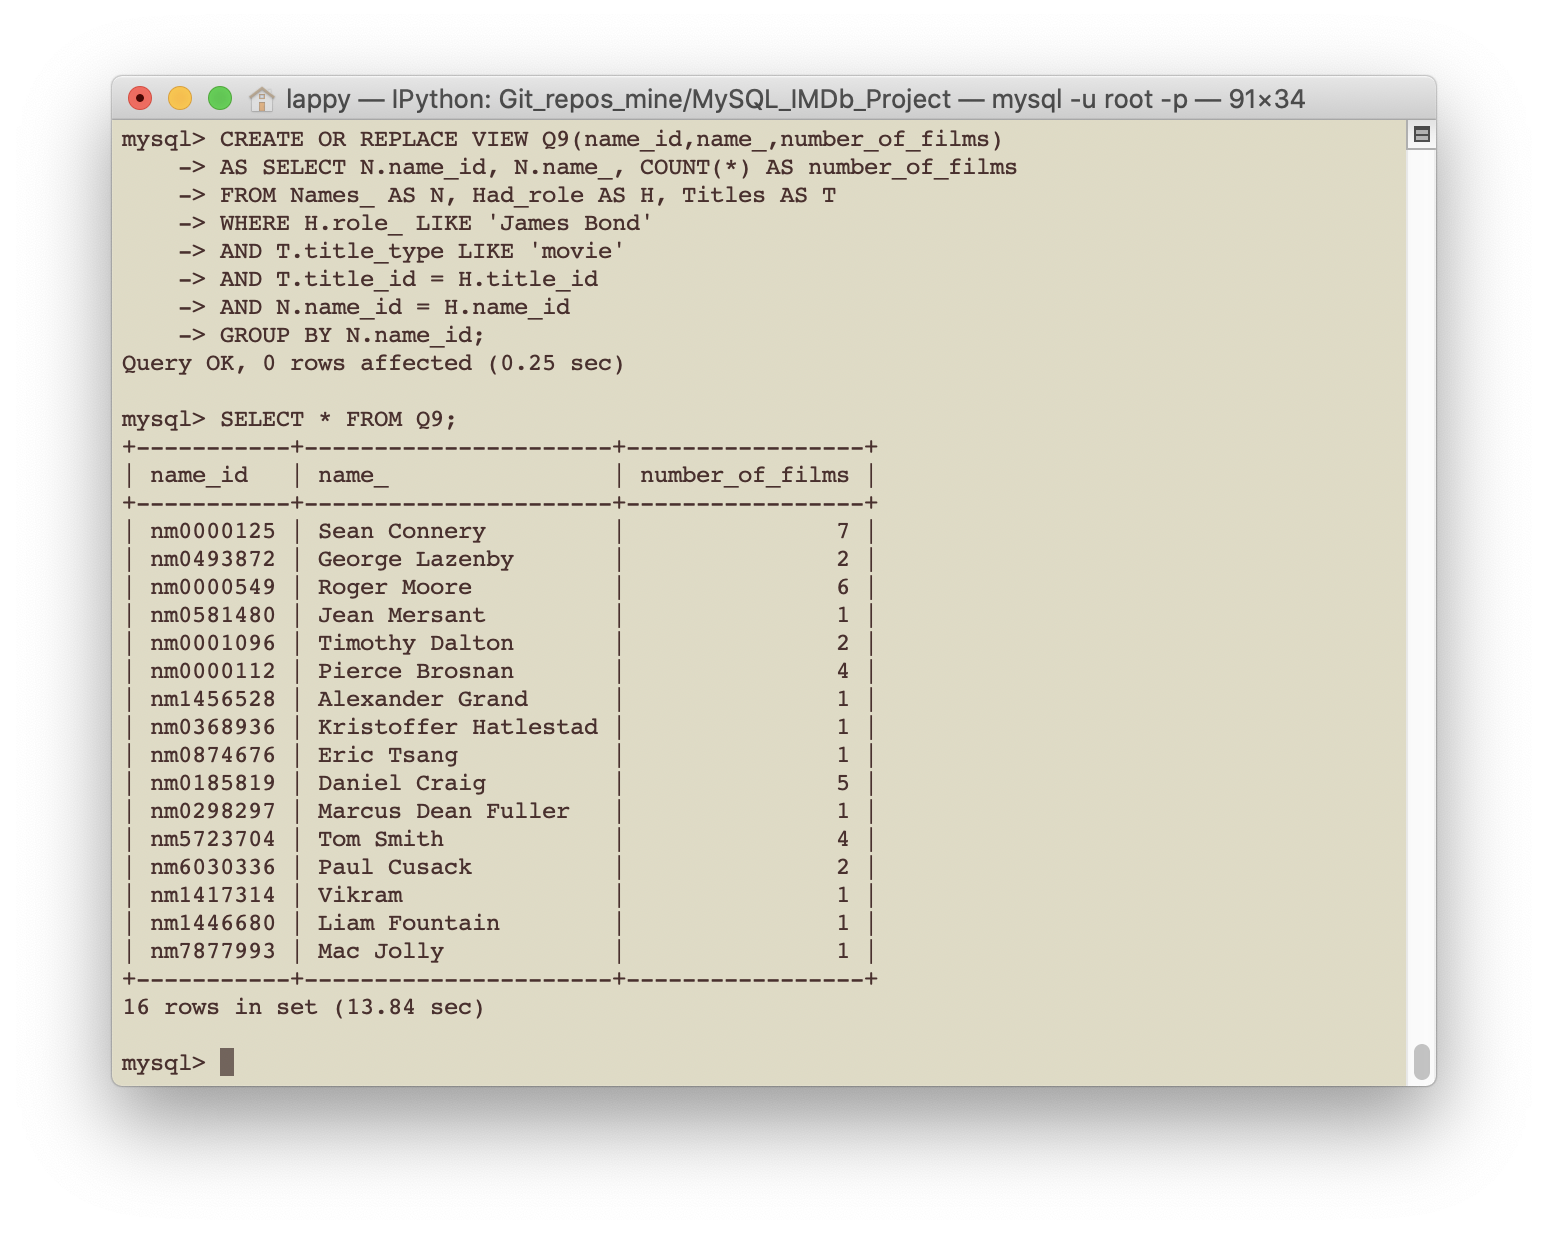 lappy — IPython: Git_repos_mine/MySQL_IMDb_Project — mysql -u root -p — 91×34
mysql> CREATE OR REPLACE VIEW Q9(name_id,name_,number_of_films)
    -> AS SELECT N.name_id, N.name_, COUNT(*) AS number_of_films
    -> FROM Names_ AS N, Had_role AS H, Titles AS T
    -> WHERE H.role_ LIKE 'James Bond'
    -> AND T.title_type LIKE 'movie'
    -> AND T.title_id = H.title_id
    -> AND N.name_id = H.name_id
    -> GROUP BY N.name_id;
Query OK, 0 rows affected (0.25 sec)

mysql> SELECT * FROM Q9;
+-----------+----------------------+-----------------+
| name_id   | name_                | number_of_films |
+-----------+----------------------+-----------------+
| nm0000125 | Sean Connery         |               7 |
| nm0493872 | George Lazenby       |               2 |
| nm0000549 | Roger Moore          |               6 |
| nm0581480 | Jean Mersant         |               1 |
| nm0001096 | Timothy Dalton       |               2 |
| nm0000112 | Pierce Brosnan       |               4 |
| nm1456528 | Alexander Grand      |               1 |
| nm0368936 | Kristoffer Hatlestad |               1 |
| nm0874676 | Eric Tsang           |               1 |
| nm0185819 | Daniel Craig         |               5 |
| nm0298297 | Marcus Dean Fuller   |               1 |
| nm5723704 | Tom Smith            |               4 |
| nm6030336 | Paul Cusack          |               2 |
| nm1417314 | Vikram               |               1 |
| nm1446680 | Liam Fountain        |               1 |
| nm7877993 | Mac Jolly            |               1 |
+-----------+----------------------+-----------------+
16 rows in set (13.84 sec)

mysql>